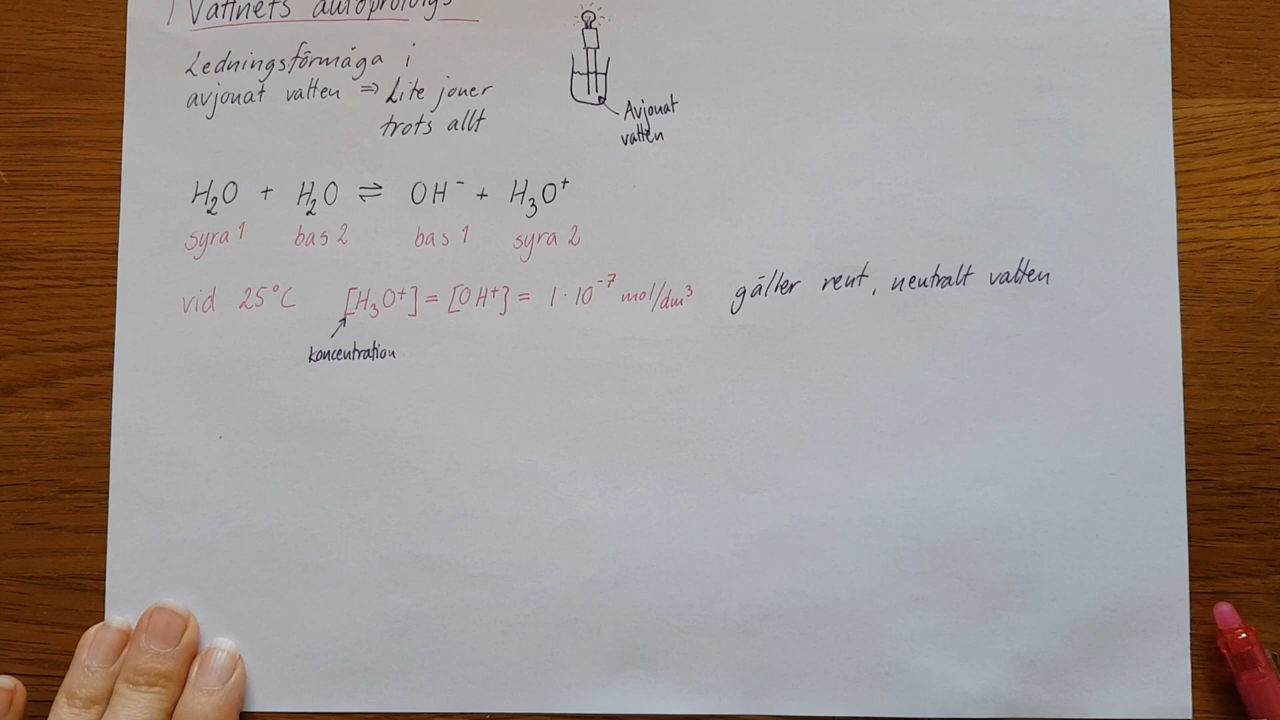 Vattnets autoprotolys
Ledningsförmåga i
avjonat vatten ⇒ Lite joner
trots allt
Avjonat
vatten
H₂O + H₂O ⇌ OH⁻ + H₃O⁺
syra 1 bas 2 bas 1 syra 2
vid 25°C [H₃O⁺] = [OH⁺] = 1·10⁻⁷ mol/dm³ gäller rent, neutralt vatten
koncentration